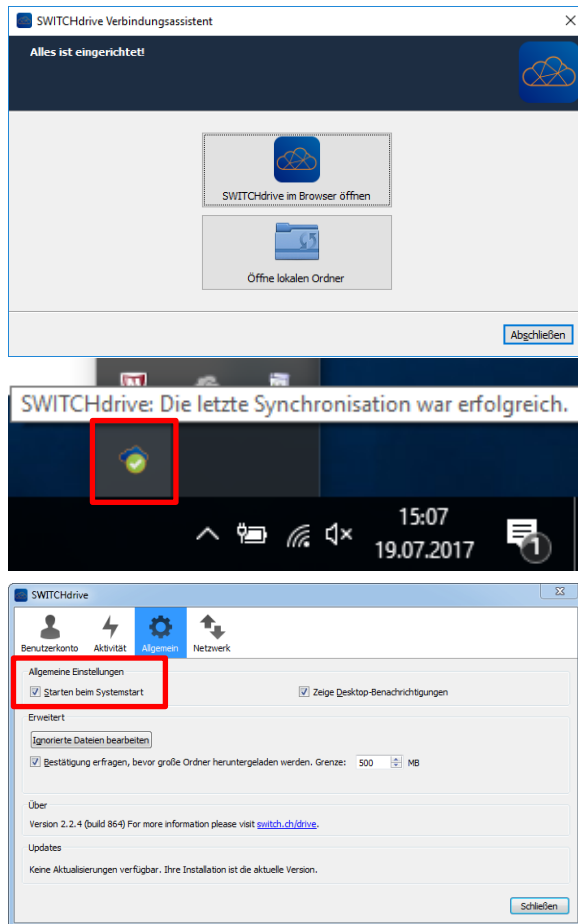 SWITCHdrive Verbindungsassistent
Alles ist eingerichtet!
SWITCHdrive im Browser öffnen
Öffne lokalen Ordner
Abschließen
SWITCHdrive: Die letzte Synchronisation war erfolgreich.
15:07
19.07.2017
1
SWITCHdrive
Benutzerkonto Aktivität Allgemein Netzwerk
Allgemeine Einstellungen
Starten beim Systemstart Zeige Desktop-Benachrichtigungen
Erweitert
Ignorierte Dateien bearbeiten
Bestätigung erfragen, bevor große Ordner heruntergeladen werden. Grenze: 500 MB
Über
Version 2.2.4 (build 864) For more information please visit switch.ch/drive.
Updates
Keine Aktualisierungen verfügbar. Ihre Installation ist die aktuelle Version.
Schließen